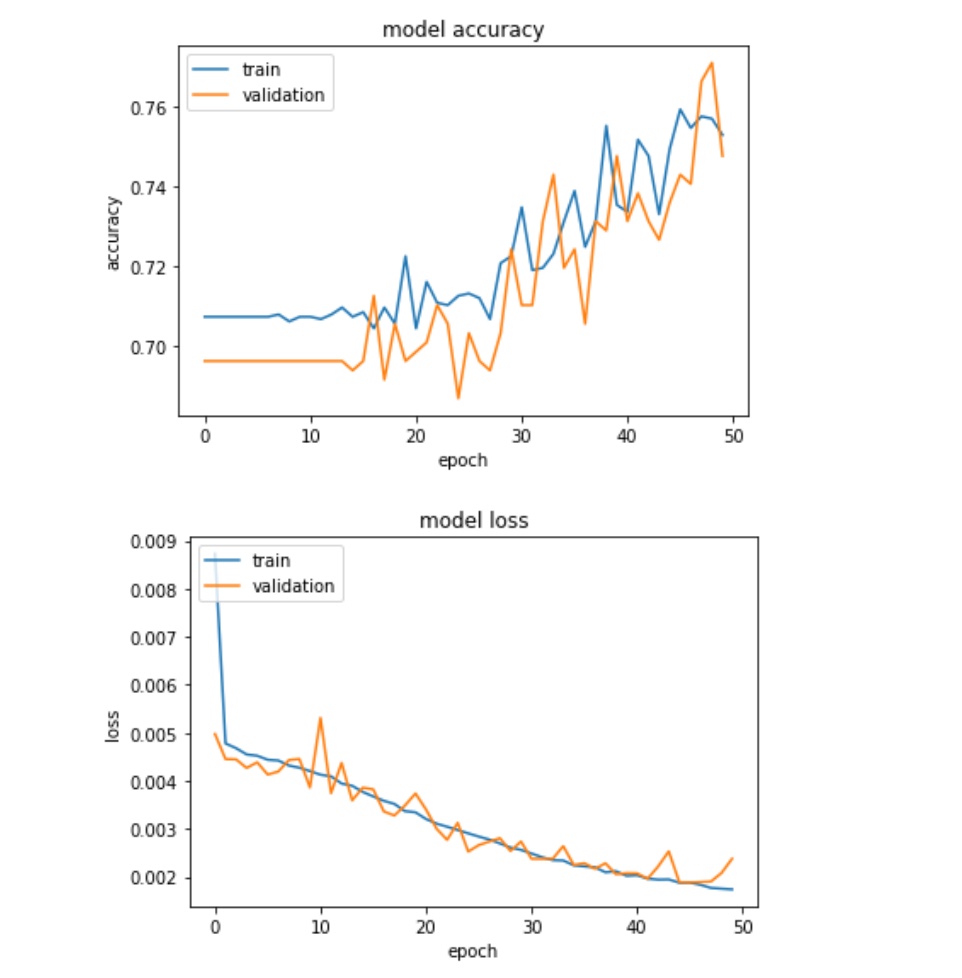 model accuracy
train
validation
0.76
0.74
0.72
0.70
accuracy
0 10 20 30 40 50
epoch
model loss
train
validation
0.009
0.008
0.007
0.006
0.005
0.004
0.003
0.002
loss
0 10 20 30 40 50
epoch